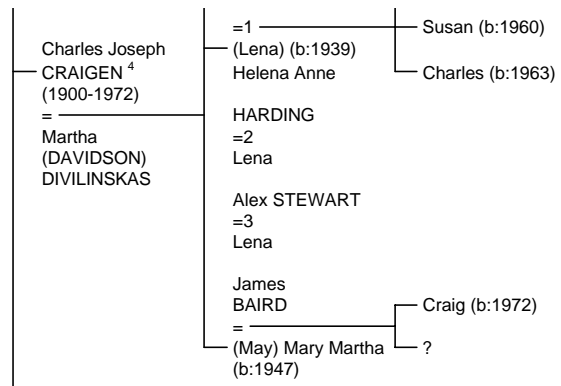 Charles Joseph
CRAIGEN 4
(1900-1972)
=
Martha
(DAVIDSON)
DIVILINSKAS
=1
(Lena) (b:1939)
Helena Anne
HARDING
=2
Lena
Alex STEWART
=3
Lena
James
BAIRD
=
(May) Mary Martha
(b:1947)
Susan (b:1960)
Charles (b:1963)
Craig (b:1972)
?